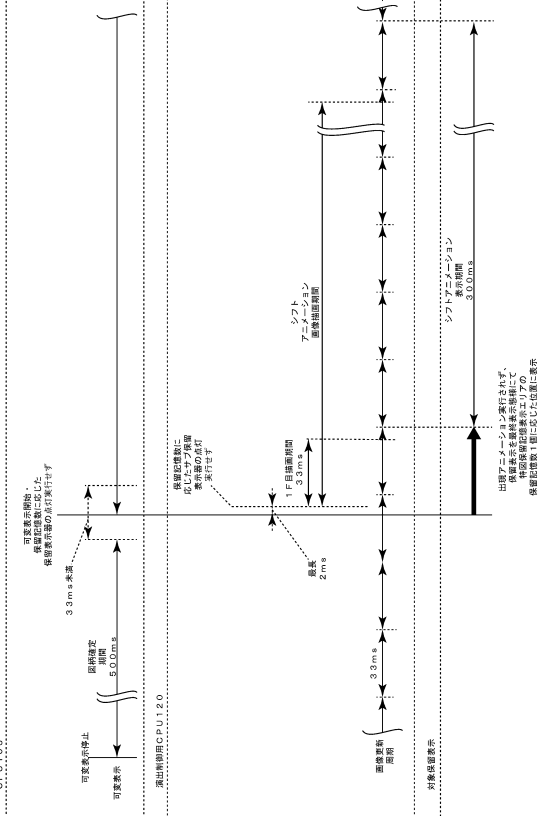 可変表示開始・
保留記憶数に応じた
保留表示器の点灯実行せず
33ms未満
図柄確定
期間
500ms
可変表示停止
可変表示
演出制御用CPU120
保留記憶数に
応じたサブ保留
表示器の点灯
実行せず
最長
2ms
1F目描画期間
33ms
シフト
アニメーション
画像描画期間
33ms
画像更新
周期
対象保留表示
シフトアニメーション
表示期間
300ms
出現アニメーション実行されず、
保留表示を最終表示態様にて
特図保留記憶表示エリアの
保留記憶数1個に応じた位置に表示